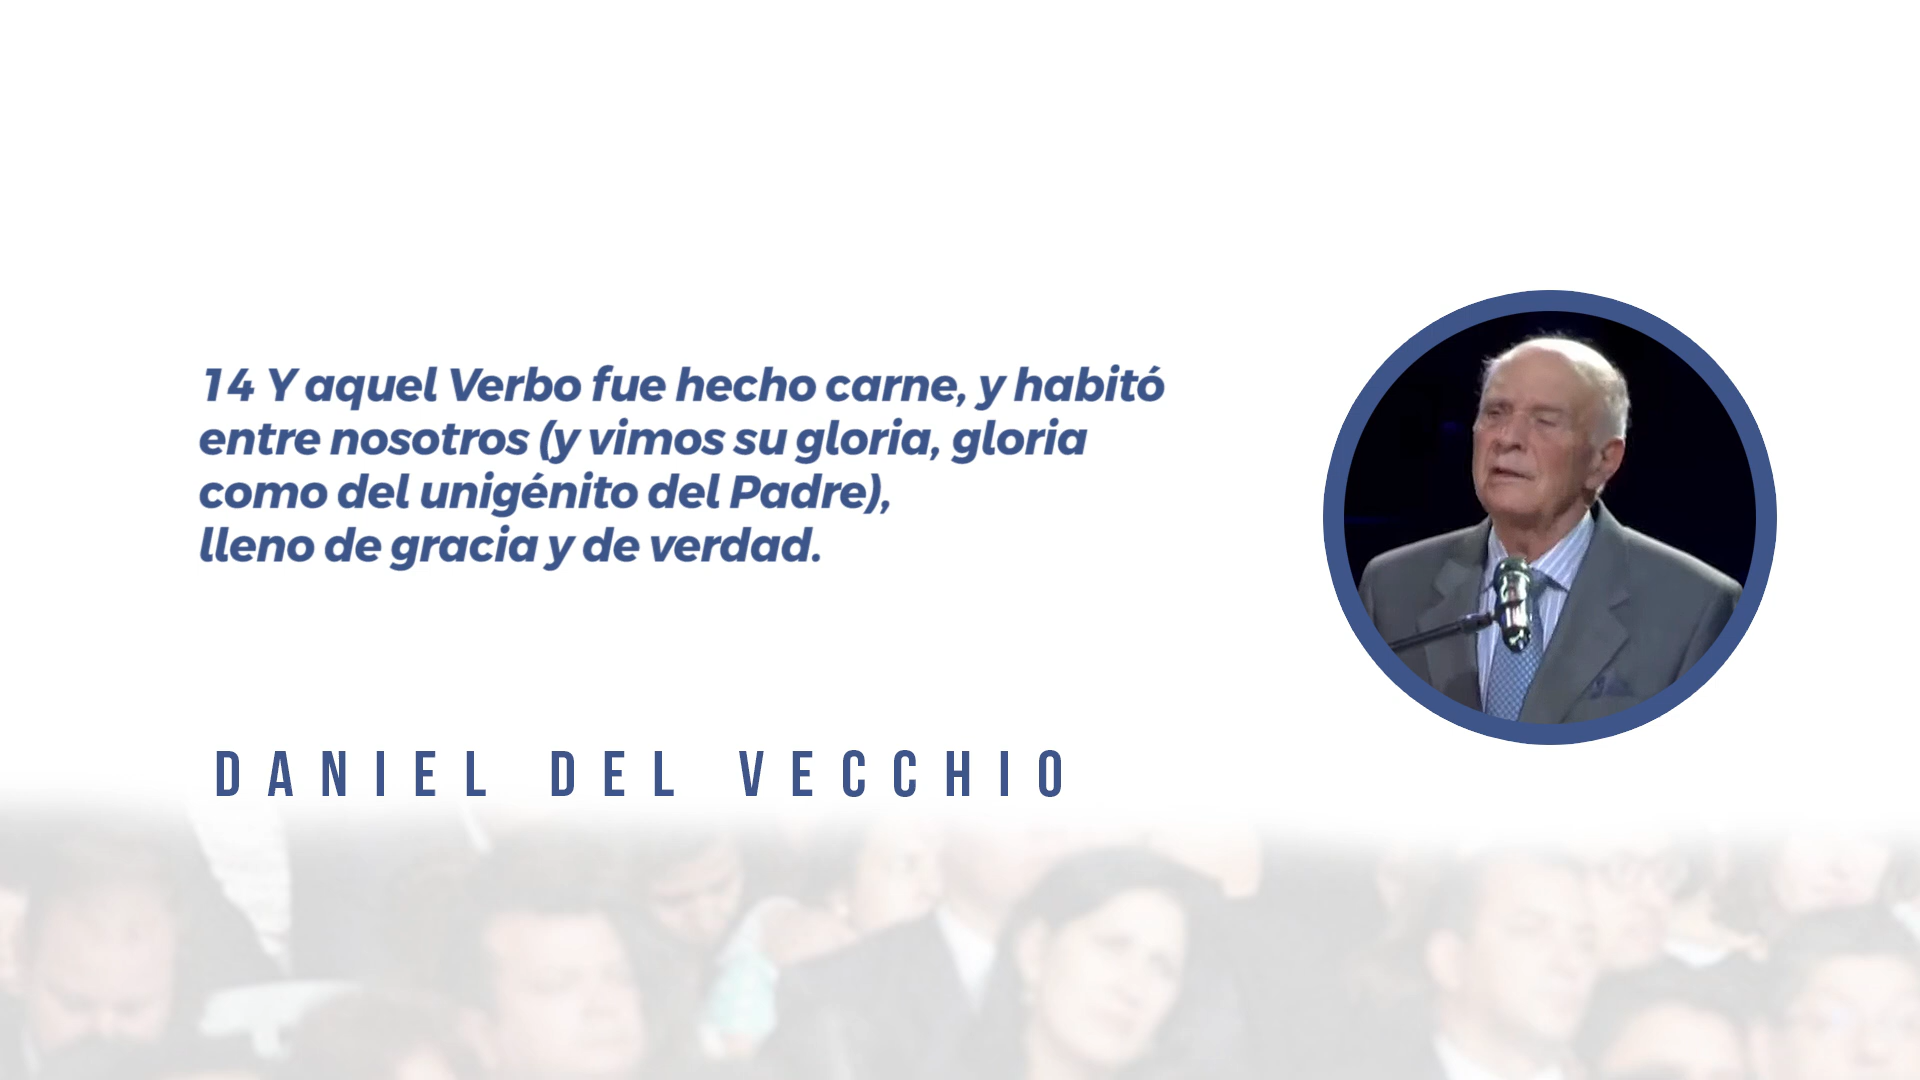 14 Y aquel Verbo fue hecho carne, y habitó
entre nosotros (y vimos su gloria, gloria
como del unigénito del Padre),
lleno de gracia y de verdad.
DANIEL DEL VECCHIO